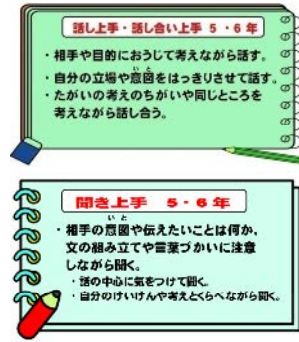 話し上手・話し合い上手 5・6年
・相手や目的におうじて考えながら話す。
・自分の立場や意図をはっきりさせて話す。
いと
・たがいの考えのちがいや同じところを
考えながら話し合う。
聞き上手 5・6年
いと
・相手の意図や伝えたいことは何か、
文の組み立てや言葉づかいに注意
しながら聞く。
・話の中心に気をつけて聞く。
・自分のけいけんや考えとくらべながら聞く。